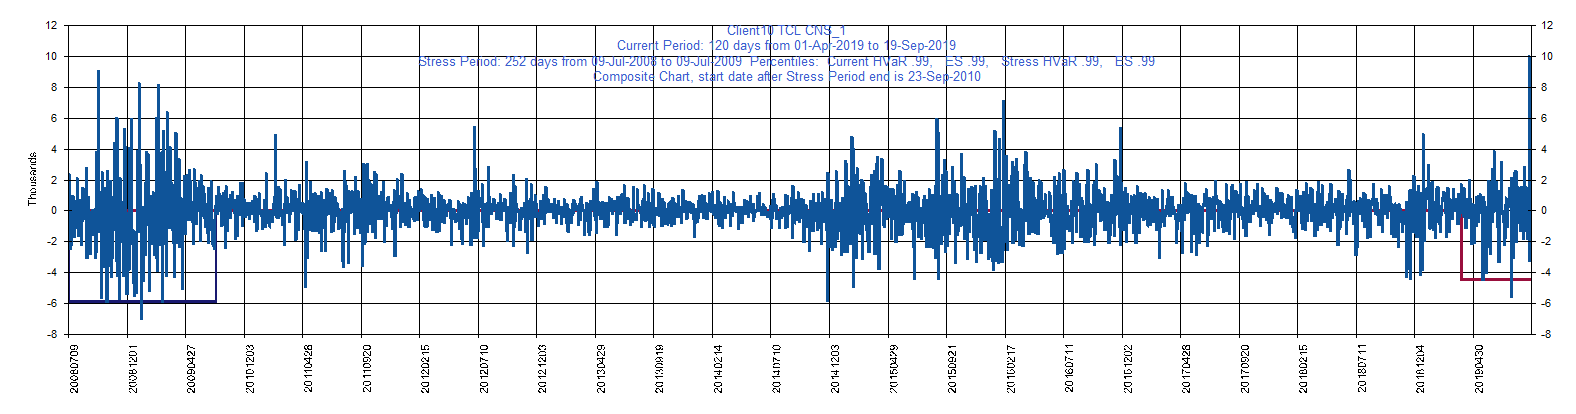 Client10 TCL CNS_1
Current Period: 120 days from 01-Apr-2019 to 19-Sep-2019
Stress Period: 252 days from 09-Jul-2008 to 09-Jul-2009 Percentiles: Current HVaR .99, ES .99, Stress HVaR .99, ES .99
Composite Chart, start date after Stress Period end is 23-Sep-2010
12 12
10 10
8 8
6 6
4 4
2 2
0 0
-2 -2
-4 -4
-6 -6
-8 -8
Thousands
20080709 20081201 20090427 20101203 20110428 20110920 20120215 20120710 20121203 20130429 20130919 20140214 20140710 20141203 20150429 20150921 20160217 20160711 20161202 20170428 20170920 20180215 20180711 20181204 20190430